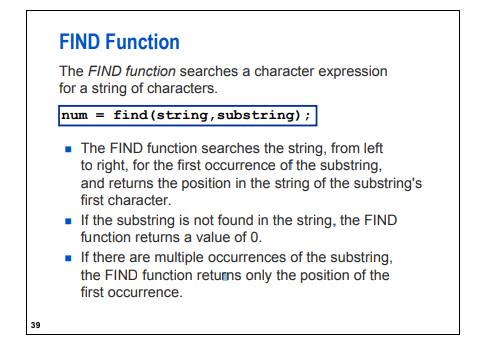 FIND Function
The FIND function searches a character expression
for a string of characters.
num = find(string,substring);
■ The FIND function searches the string, from left
to right, for the first occurrence of the substring,
and returns the position in the string of the substring's
first character.
■ If the substring is not found in the string, the FIND
function returns a value of 0.
■ If there are multiple occurrences of the substring,
the FIND function returns only the position of the
first occurrence.
39